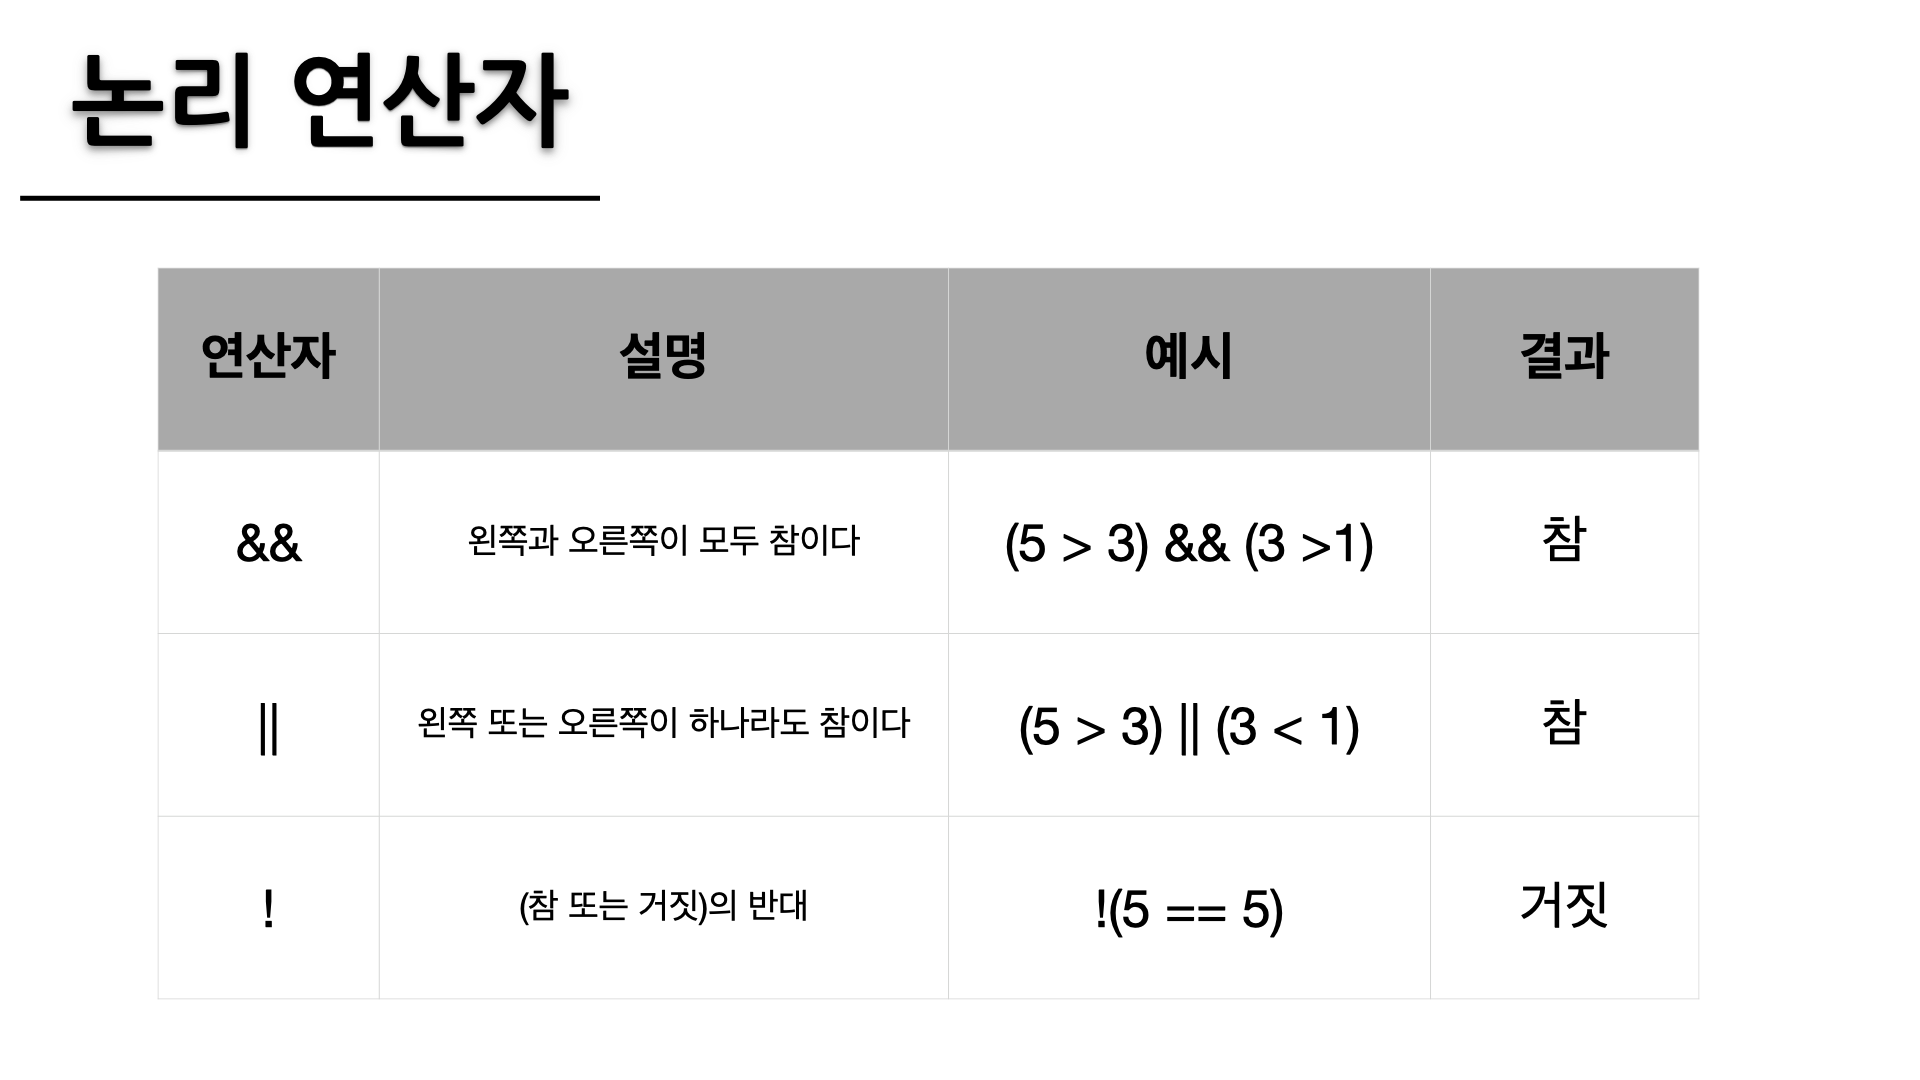 논리 연산자
연산자 설명 예시 결과
&& 왼쪽과 오른쪽이 모두 참이다 (5 > 3) && (3 >1) 참
|| 왼쪽 또는 오른쪽이 하나라도 참이다 (5 > 3) || (3 < 1) 참
! (참 또는 거짓)의 반대 !(5 == 5) 거짓